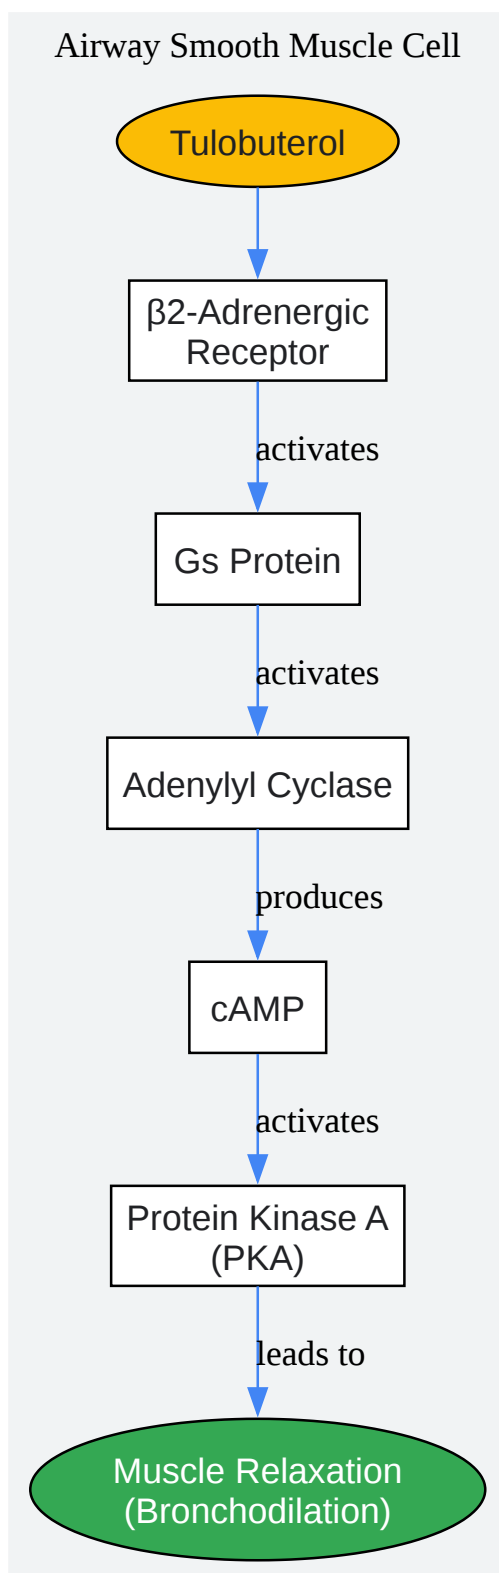 Airway Smooth Muscle Cell
Tulobuterol
β2-Adrenergic
Receptor
activates
Gs Protein
activates
Adenylyl Cyclase
produces
cAMP
activates
Protein Kinase A
(PKA)
leads to
Muscle Relaxation
(Bronchodilation)